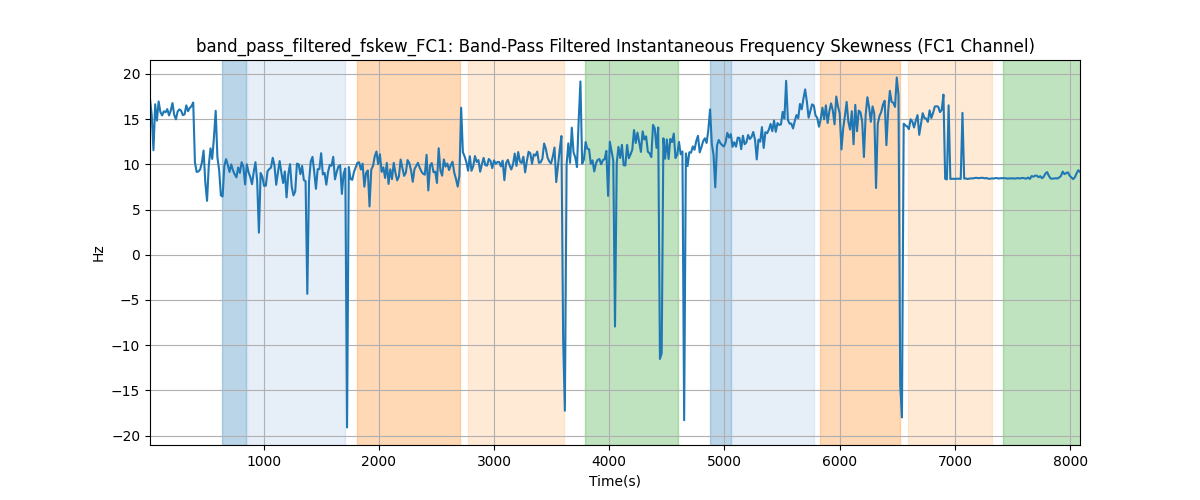 band_pass_filtered_fskew_FC1: Band-Pass Filtered Instantaneous Frequency Skewness (FC1 Channel)
20
15
10
5
0
−5
−10
−15
−20
Hz
1000 2000 3000 4000 5000 6000 7000 8000
Time(s)